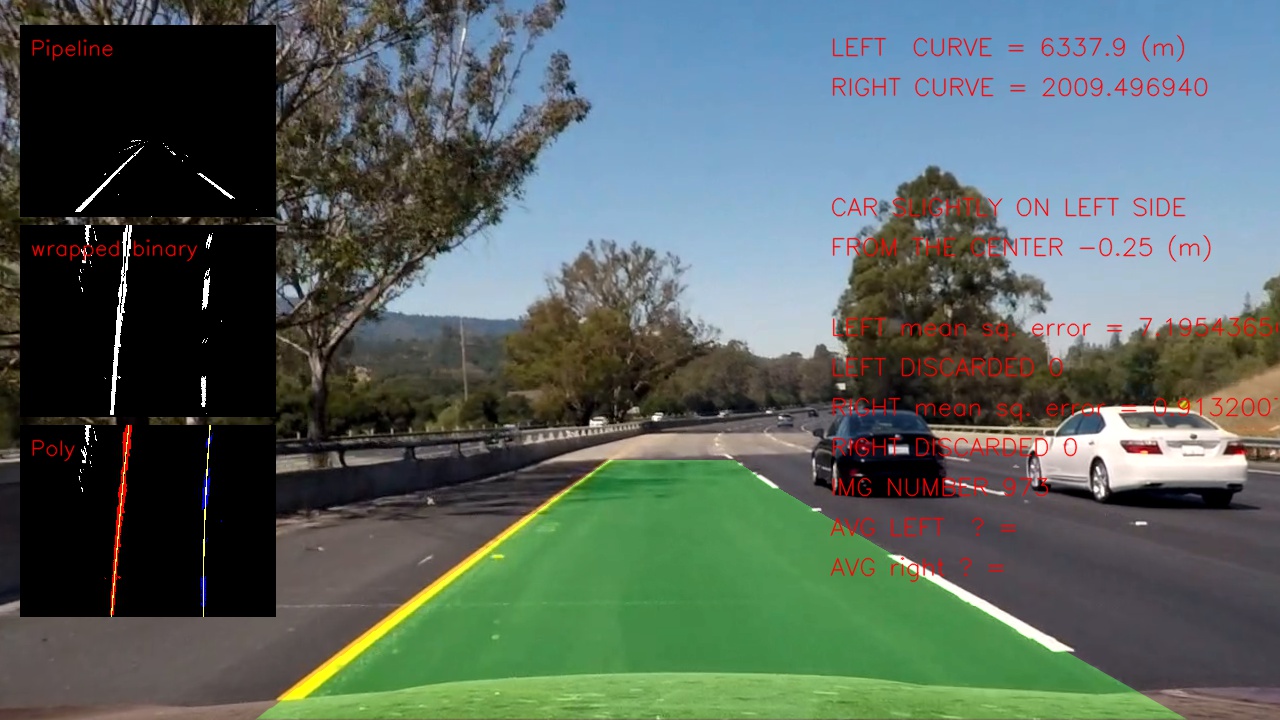 Pipeline
wrapped binary
Poly
LEFT CURVE = 6337.9 (m)
RIGHT CURVE = 2009.496940
CAR SLIGHTLY ON LEFT SIDE
FROM THE CENTER -0.25 (m)
LEFT mean sq. error = 7.1954365
LEFT DISCARDED 0
RIGHT mean sq. error = 0.913200
RIGHT DISCARDED 0
IMG NUMBER 973
AVG LEFT ? =
AVG right ? =